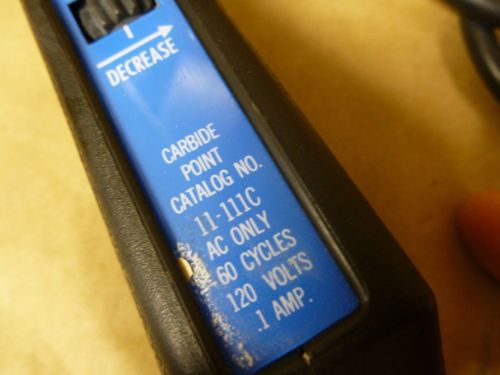 DECREASE
CARBIDE
POINT
CATALOG NO.
11-111C
AC ONLY
60 CYCLES
120 VOLTS
.1 AMP.